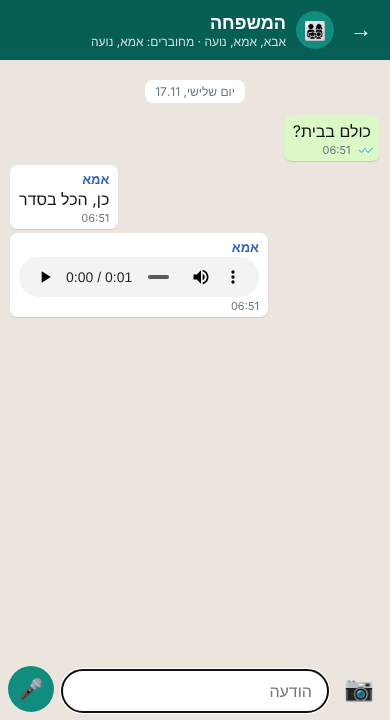 המשפחה
אבא, אמא, נועה · מחוברים: אמא, נועה
יום שלישי, 17.11
כולם בבית?
06:51
אמא
כן, הכל בסדר
06:51
אמא
0:00 / 0:01
06:51
הודעה